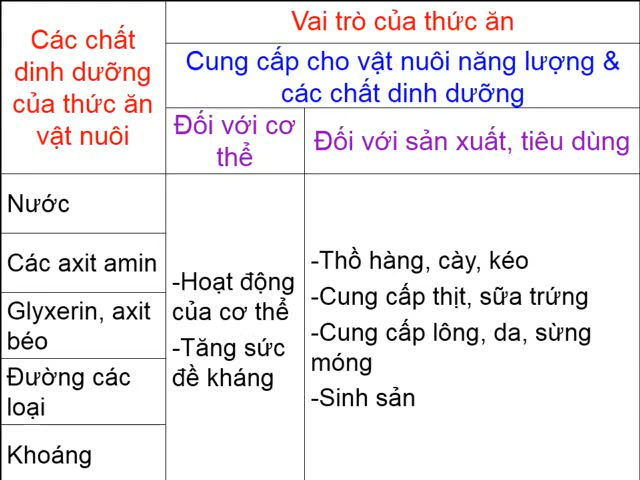 Các chất
dinh dưỡng
của thức ăn
vật nuôi
Vai trò của thức ăn
Cung cấp cho vật nuôi năng lượng &
các chất dinh dưỡng
Đối với cơ
thể
Đối với sản xuất, tiêu dùng
Nước
Các axit amin
Glyxerin, axit
béo
Đường các
loại
Khoáng
-Hoạt động
của cơ thể
-Tăng sức
đề kháng
-Thồ hàng, cày, kéo
-Cung cấp thịt, sữa trứng
-Cung cấp lông, da, sừng
móng
-Sinh sản